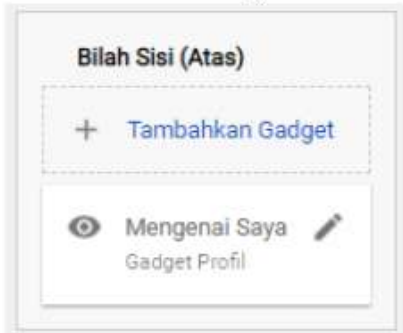 Bilah Sisi (Atas)
+ Tambahkan Gadget
Mengenai Saya
Gadget Profil